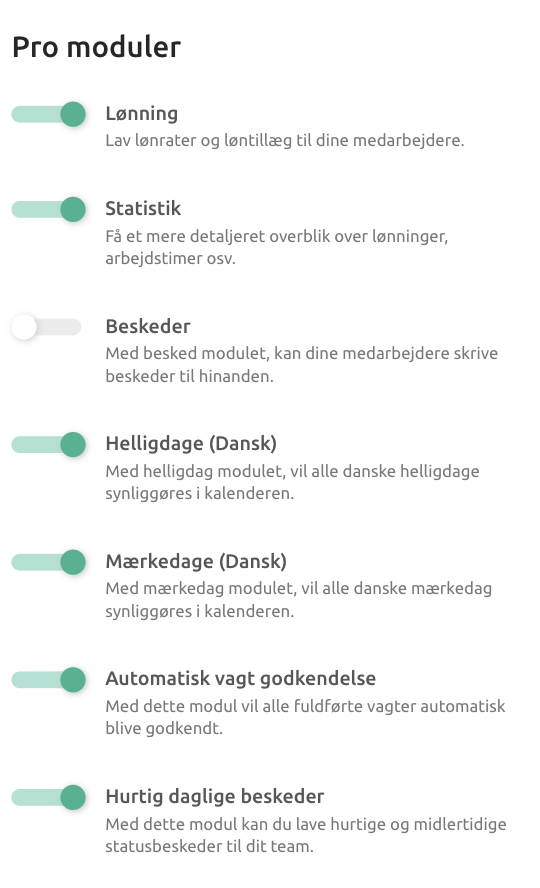 Pro moduler
Lønning
Lav lønrater og løntillæg til dine medarbejdere.
Statistik
Få et mere detaljeret overblik over lønninger,
arbejdstimer osv.
Beskeder
Med besked modulet, kan dine medarbejdere skrive
beskeder til hinanden.
Helligdage (Dansk)
Med helligdag modulet, vil alle danske helligdage
synliggøres i kalenderen.
Mærkedage (Dansk)
Med mærkedag modulet, vil alle danske mærkedag
synliggøres i kalenderen.
Automatisk vagt godkendelse
Med dette modul vil alle fuldførte vagter automatisk
blive godkendt.
Hurtig daglige beskeder
Med dette modul kan du lave hurtige og midlertidige
statusbeskeder til dit team.